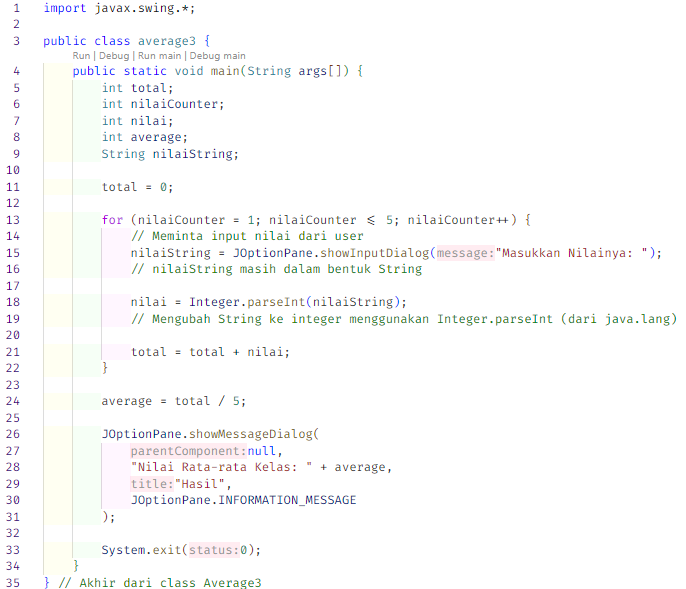 1 import javax.swing.*;
2
3 public class average3 {
Run | Debug | Run main | Debug main
4 public static void main(String args[]) {
5 int total;
6 int nilaiCounter;
7 int nilai;
8 int average;
9 String nilaiString;
10
11 total = 0;
12
13 for (nilaiCounter = 1; nilaiCounter <= 5; nilaiCounter++) {
14 // Meminta input nilai dari user
15 nilaiString = JOptionPane.showInputDialog(message:"Masukkan Nilainya: ");
16 // nilaiString masih dalam bentuk String
17
18 nilai = Integer.parseInt(nilaiString);
19 // Mengubah String ke integer menggunakan Integer.parseInt (dari java.lang)
20
21 total = total + nilai;
22 }
23
24 average = total / 5;
25
26 JOptionPane.showMessageDialog(
27 parentComponent:null,
28 "Nilai Rata-rata Kelas: " + average,
29 title:"Hasil",
30 JOptionPane.INFORMATION_MESSAGE
31 );
32
33 System.exit(status:0);
34 }
35 } // Akhir dari class Average3